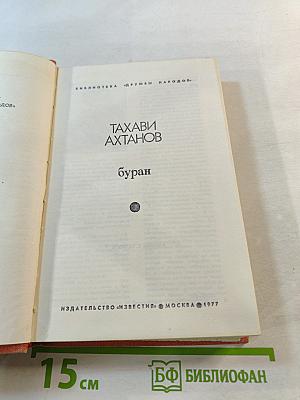 БИБЛИОТЕКА «ДРУЖБЫ НАРОДОВ»
ТАХАВИ
АХТАНОВ
буран
ИЗДАТЕЛЬСТВО «ИЗВЕСТИЯ» МОСКВА 1977
15 см
БФ БИБЛИОФАН